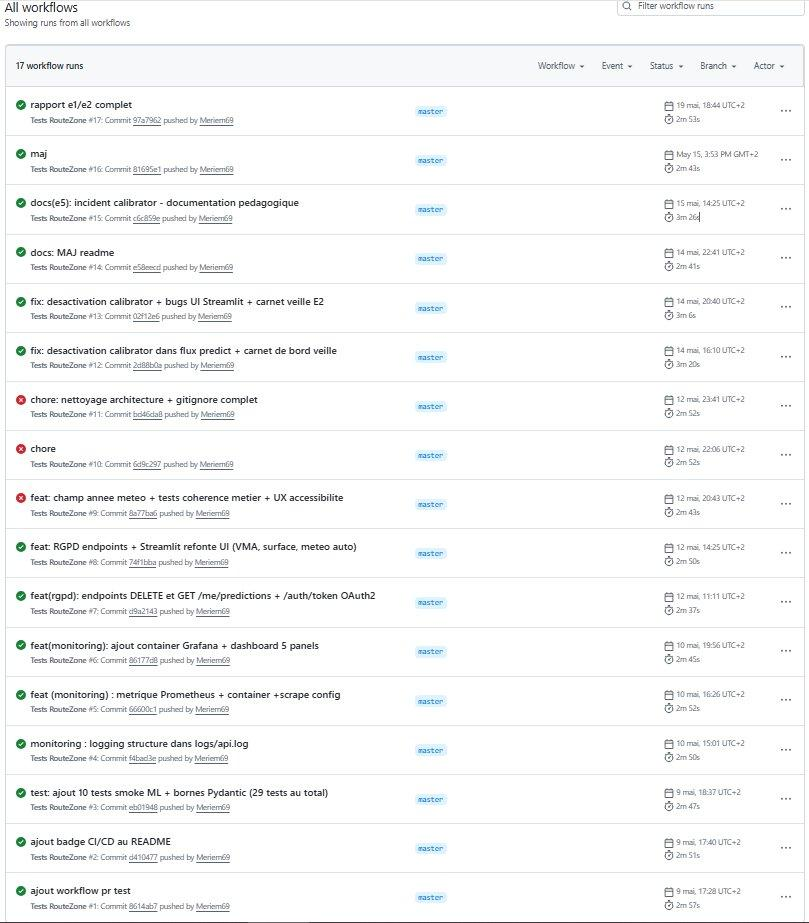 All workflows
Filter workflow runs
Showing runs from all workflows
17 workflow runs
Workflow Event Status Branch Actor
rapport e1/e2 complet
Tests RouteZone #17: Commit 97a7962 pushed by Meriem69
master
19 mai, 18:44 UTC+2
2m 53s
maj
Tests RouteZone #16: Commit 81695e1 pushed by Meriem69
master
May 15, 3:53 PM GMT+2
2m 43s
docs(e5): incident calibrator - documentation pedagogique
Tests RouteZone #15: Commit c6c859e pushed by Meriem69
master
15 mai, 14:25 UTC+2
3m 26s
docs: MAJ readme
Tests RouteZone #14: Commit e58eecd pushed by Meriem69
master
14 mai, 22:41 UTC+2
2m 41s
fix: desactivation calibrator + bugs UI Streamlit + carnet veille E2
Tests RouteZone #13: Commit 02f12e6 pushed by Meriem69
master
14 mai, 20:40 UTC+2
3m 6s
fix: desactivation calibrator dans flux predict + carnet de bord veille
Tests RouteZone #12: Commit 2d88b0a pushed by Meriem69
master
14 mai, 16:10 UTC+2
3m 20s
chore: nettoyage architecture + gitignore complet
Tests RouteZone #11: Commit bd46da8 pushed by Meriem69
master
12 mai, 23:41 UTC+2
2m 52s
chore
Tests RouteZone #10: Commit 6d9c297 pushed by Meriem69
master
12 mai, 22:06 UTC+2
2m 52s
feat: champ annee meteo + tests coherence metier + UX accessibilite
Tests RouteZone #9: Commit 8a77ba6 pushed by Meriem69
master
12 mai, 20:43 UTC+2
2m 43s
feat: RGPD endpoints + Streamlit refonte UI (VMA, surface, meteo auto)
Tests RouteZone #8: Commit 74f1bba pushed by Meriem69
master
12 mai, 14:25 UTC+2
2m 50s
feat(rgpd): endpoints DELETE et GET /me/predictions + /auth/token OAuth2
Tests RouteZone #7: Commit d9a2143 pushed by Meriem69
master
12 mai, 11:11 UTC+2
2m 37s
feat(monitoring): ajout container Grafana + dashboard 5 panels
Tests RouteZone #6: Commit 86177d8 pushed by Meriem69
master
10 mai, 19:56 UTC+2
2m 45s
feat (monitoring) : metrique Prometheus + container +scrape config
Tests RouteZone #5: Commit 66600c1 pushed by Meriem69
master
10 mai, 16:26 UTC+2
2m 52s
monitoring : logging structure dans logs/api.log
Tests RouteZone #4: Commit f4bad3e pushed by Meriem69
master
10 mai, 15:01 UTC+2
2m 50s
test: ajout 10 tests smoke ML + bornes Pydantic (29 tests au total)
Tests RouteZone #3: Commit eb01948 pushed by Meriem69
master
9 mai, 18:37 UTC+2
2m 47s
ajout badge CI/CD au README
Tests RouteZone #2: Commit d410477 pushed by Meriem69
master
9 mai, 17:40 UTC+2
2m 51s
ajout workflow pr test
Tests RouteZone #1: Commit 8614ab7 pushed by Meriem69
master
9 mai, 17:28 UTC+2
2m 57s